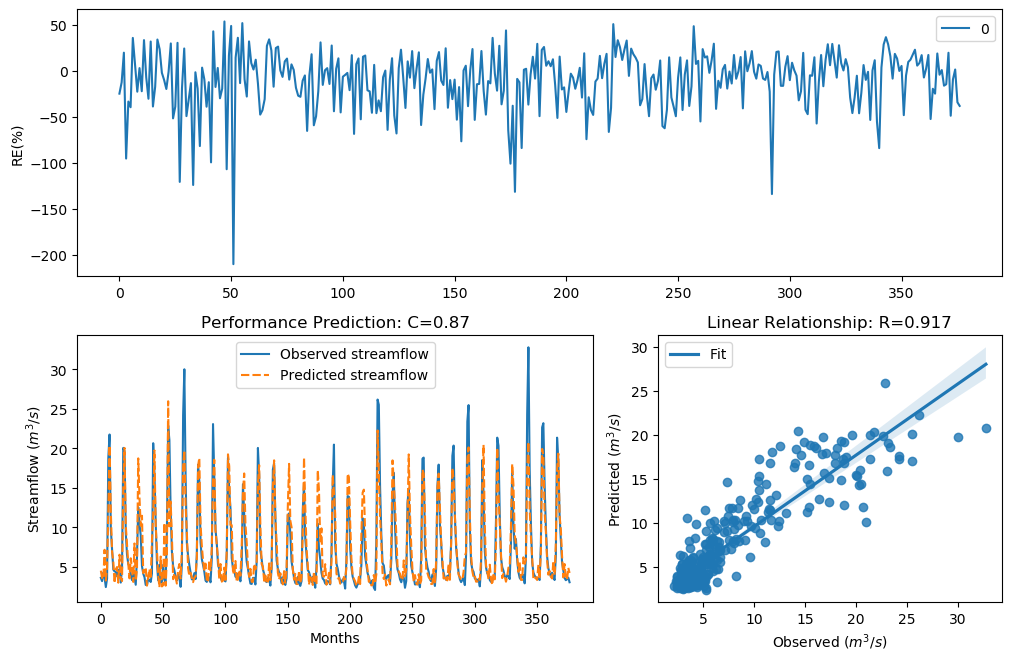 50
0
−50
−100
−150
−200
RE(%)
0
0 50 100 150 200 250 300 350
Performance Prediction: C=0.87
Observed streamflow
Predicted streamflow
30
25
20
15
10
5
Streamflow (m³/s)
0 50 100 150 200 250 300 350
Months
Linear Relationship: R=0.917
Fit
30
25
20
15
10
5
Predicted (m³/s)
5 10 15 20 25 30
Observed (m³/s)